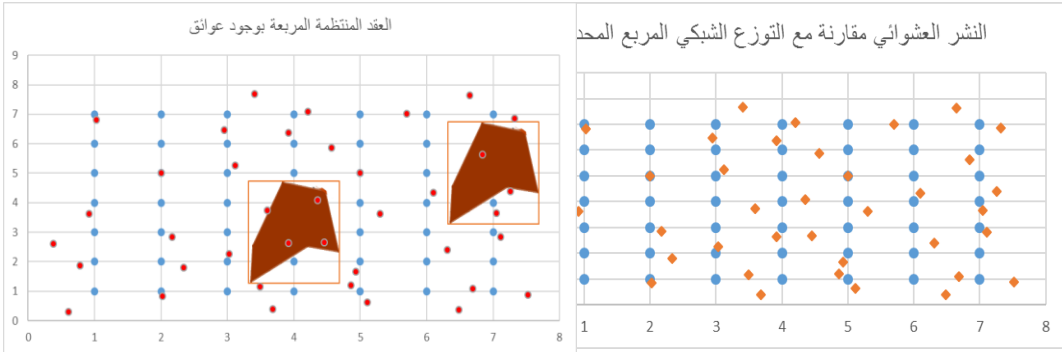 العقد المنتظمة المربعة بوجود عوائق
9
8
7
6
5
4
3
2
1
0
0 1 2 3 4 5 6 7 8
النشر العشوائي مقارنة مع التوزع الشبكي المربع المحد
1 2 3 4 5 6 7 8